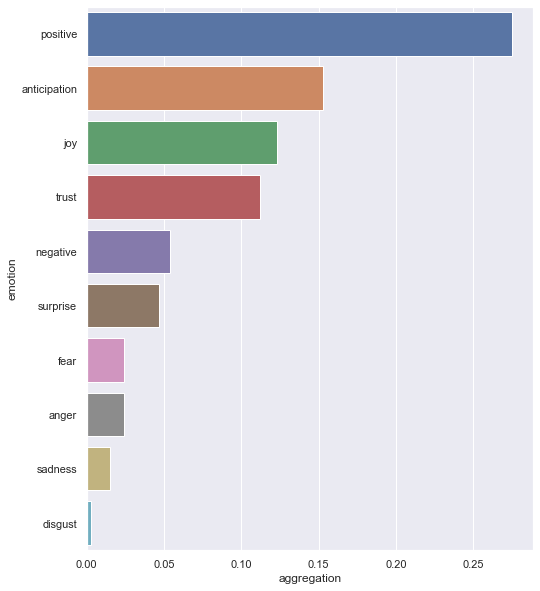 positive
anticipation
joy
trust
negative
surprise
fear
anger
sadness
disgust
emotion
0.00 0.05 0.10 0.15 0.20 0.25
aggregation